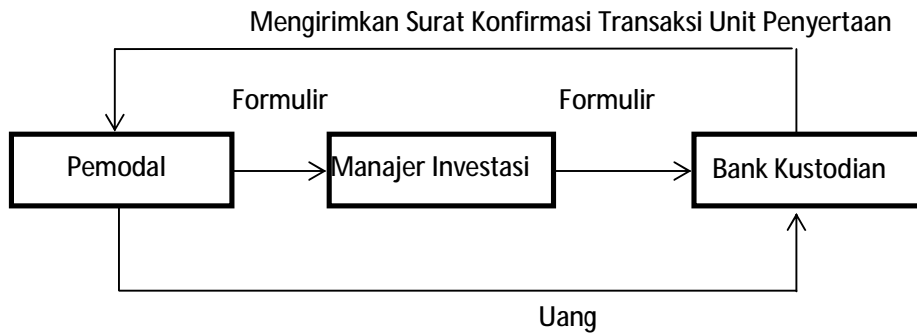 Mengirimkan Surat Konfirmasi Transaksi Unit Penyertaan
Formulir
Formulir
Pemodal
Manajer Investasi
Bank Kustodian
Uang